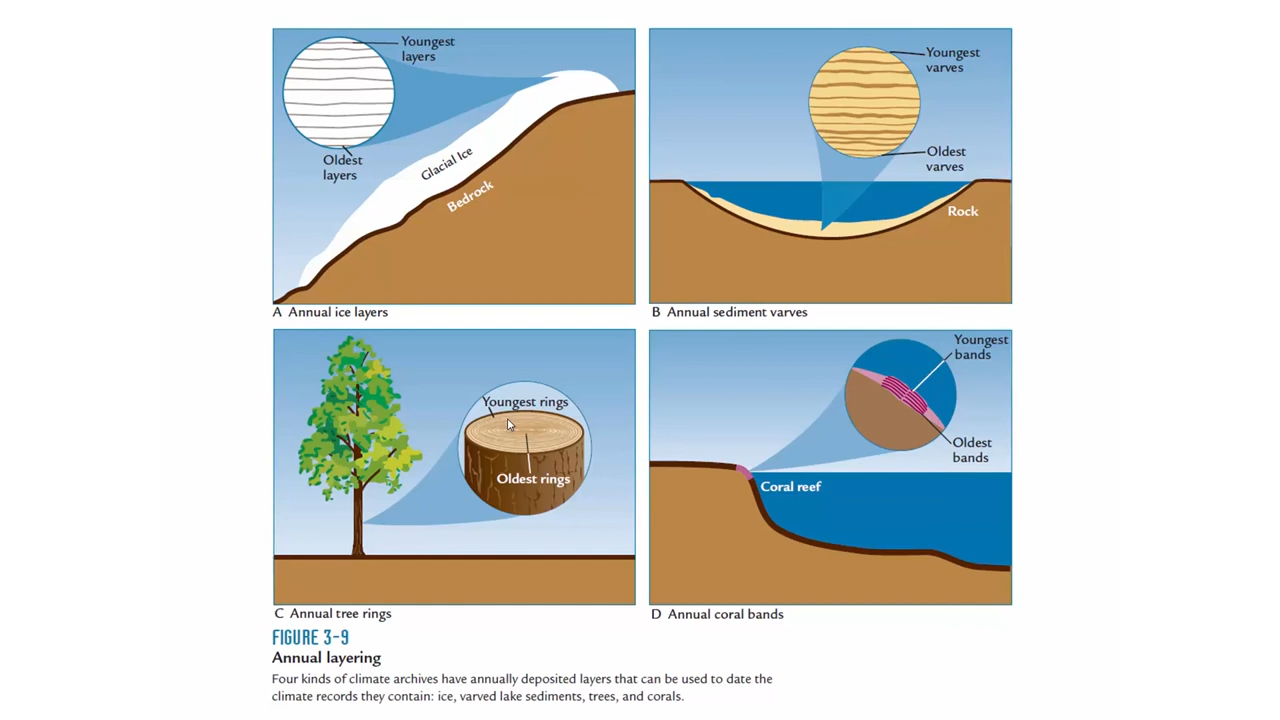 Youngest
layers
Oldest
layers
Glacial Ice
Bedrock
A Annual ice layers
Youngest
varves
Oldest
varves
Rock
B Annual sediment varves
Youngest rings
Oldest rings
C Annual tree rings
Youngest
bands
Oldest
bands
Coral reef
D Annual coral bands
FIGURE 3-9
Annual layering
Four kinds of climate archives have annually deposited layers that can be used to date the
climate records they contain: ice, varved lake sediments, trees, and corals.